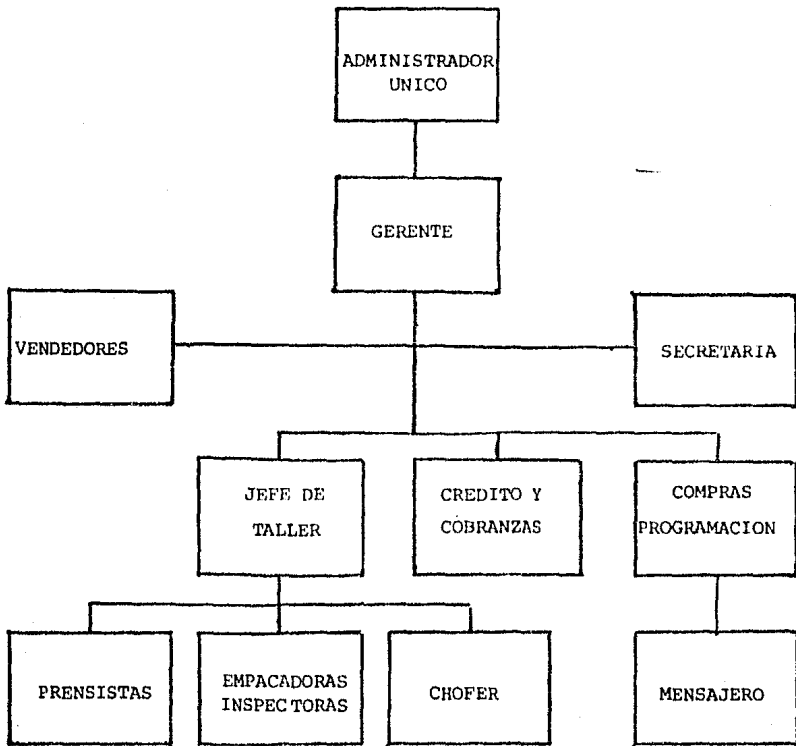 ADMINISTRADOR
UNICO
GERENTE
VENDEDORES
SECRETARIA
JEFE DE
TALLER
CREDITO Y
COBRANZAS
COMPRAS
PROGRAMACION
PRENSISTAS
EMPACADORAS
INSPECTORAS
CHOFER
MENSAJERO